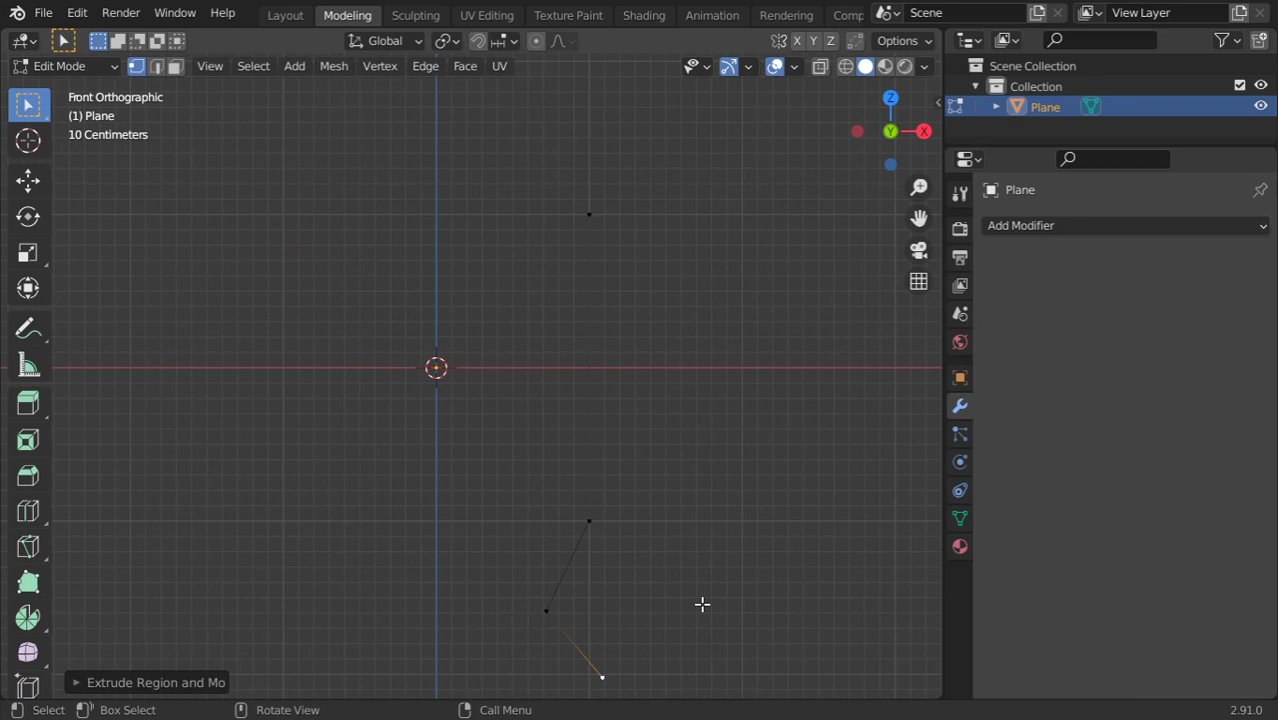 File Edit Render Window Help Layout Modeling Sculpting UV Editing Texture Paint Shading Animation Rendering Comp Scene View Layer
Global Options
Edit Mode View Select Add Mesh Vertex Edge Face UV
Scene Collection
Collection
Plane
Front Orthographic
(1) Plane
10 Centimeters
Z
Y
X
X Y Z
Plane
Add Modifier
Extrude Region and Mo
Select Box Select Rotate View Call Menu 2.91.0